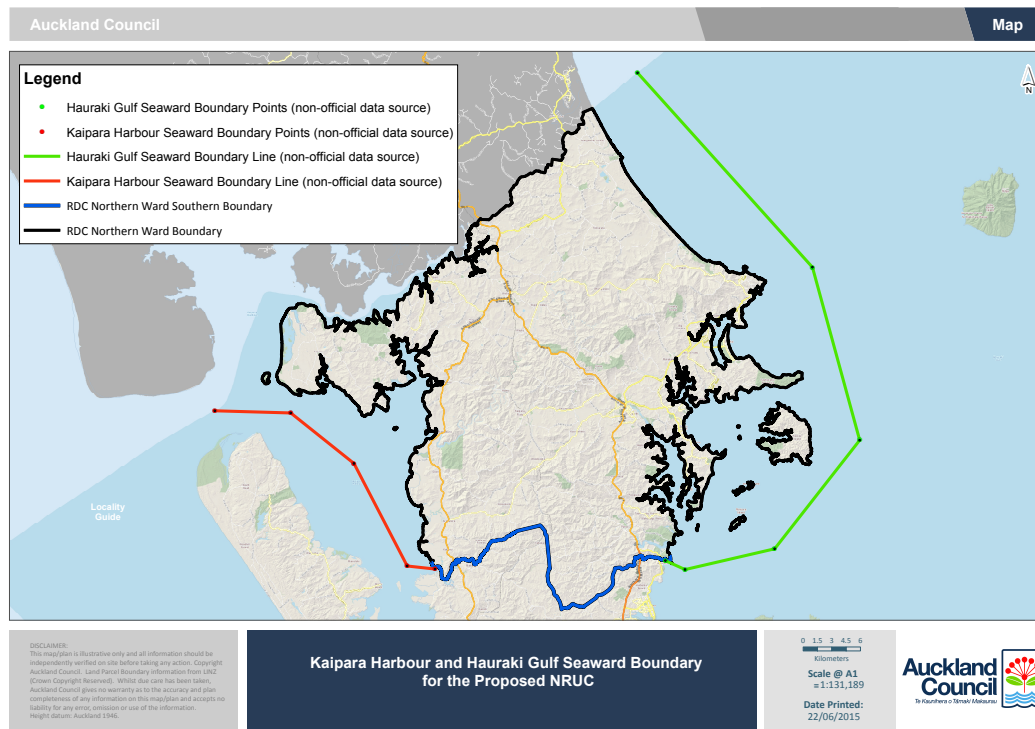 Auckland Council
Map
Legend
Hauraki Gulf Seaward Boundary Points (non-official data source)
Kaipara Harbour Seaward Boundary Points (non-official data source)
Hauraki Gulf Seaward Boundary Line (non-official data source)
Kaipara Harbour Seaward Boundary Line (non-official data source)
RDC Northern Ward Southern Boundary
RDC Northern Ward Boundary
N
Locality
Guide
DISCLAIMER:
This map/plan is illustrative only and all information should be
independently verified on site before taking any action. Copyright
Auckland Council. Land Parcel Boundary information from LINZ
(Crown Copyright Reserved). Whilst due care has been taken,
Auckland Council gives no warranty as to the accuracy and plan
completeness of any information on this map/plan and accepts no
liability for any error, omission or use of the information.
Height datum: Auckland 1946.
Kaipara Harbour and Hauraki Gulf Seaward Boundary
for the Proposed NRUC
0 1.5 3 4.5 6
Kilometers
Scale @ A1
=1:131,189
Date Printed:
22/06/2015
Auckland
Council
Te Kaunihera o Tāmaki Makaurau